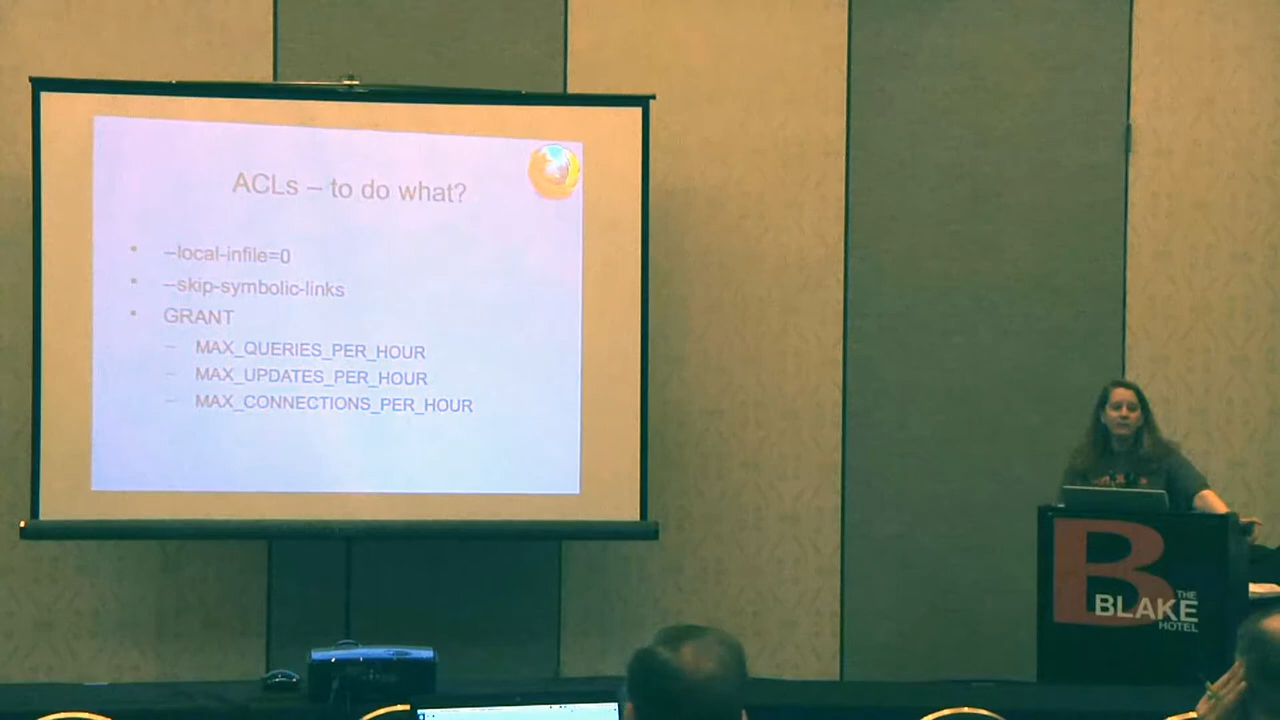 ACLs – to do what?
• –local-infile=0
• –skip-symbolic-links
• GRANT
– MAX_QUERIES_PER_HOUR
– MAX_UPDATES_PER_HOUR
– MAX_CONNECTIONS_PER_HOUR
B
THE
BLAKE
HOTEL